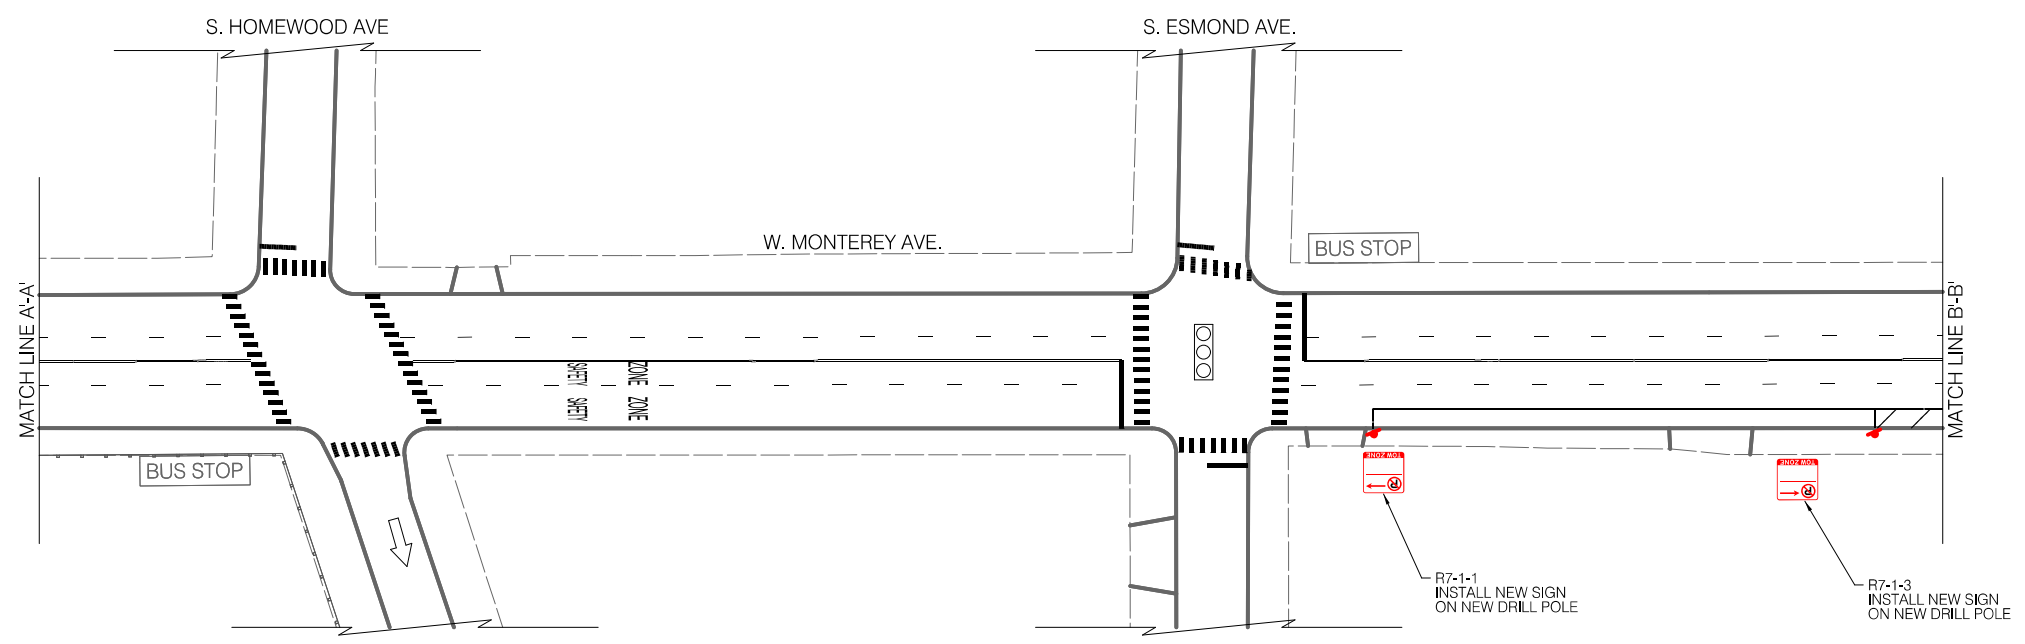 S. HOMEWOOD AVE
S. ESMOND AVE.
W. MONTEREY AVE.
BUS STOP
MATCH LINE A'-A'
MATCH LINE B'-B'
SAFETY SAFETY
ZONE ZONE
BUS STOP
TOW ZONE
R
TOW ZONE
R
R7-1-1
INSTALL NEW SIGN
ON NEW DRILL POLE
R7-1-3
INSTALL NEW SIGN
ON NEW DRILL POLE